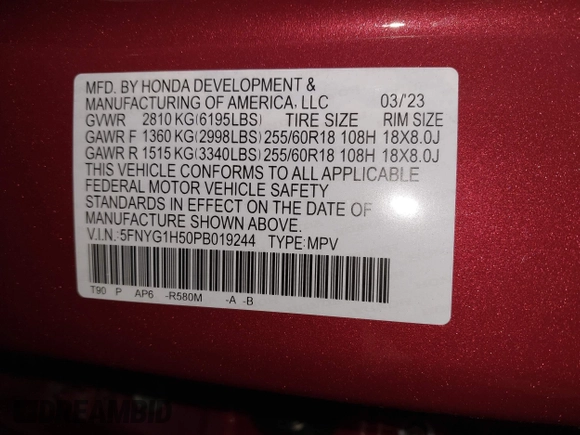 MFD. BY HONDA DEVELOPMENT &
MANUFACTURING OF AMERICA, LLC 03/'23
GVWR 2810 KG(6195LBS) TIRE SIZE RIM SIZE
GAWR F 1360 KG(2998LBS) 255/60R18 108H 18X8.0J
GAWR R 1515 KG(3340LBS) 255/60R18 108H 18X8.0J
THIS VEHICLE CONFORMS TO ALL APPLICABLE
FEDERAL MOTOR VEHICLE SAFETY
STANDARDS IN EFFECT ON THE DATE OF
MANUFACTURE SHOWN ABOVE.
V.I.N.:5FNYG1H50PB019244 TYPE:MPV
T90 P AP6 -R580M -A -B
DREAMBID